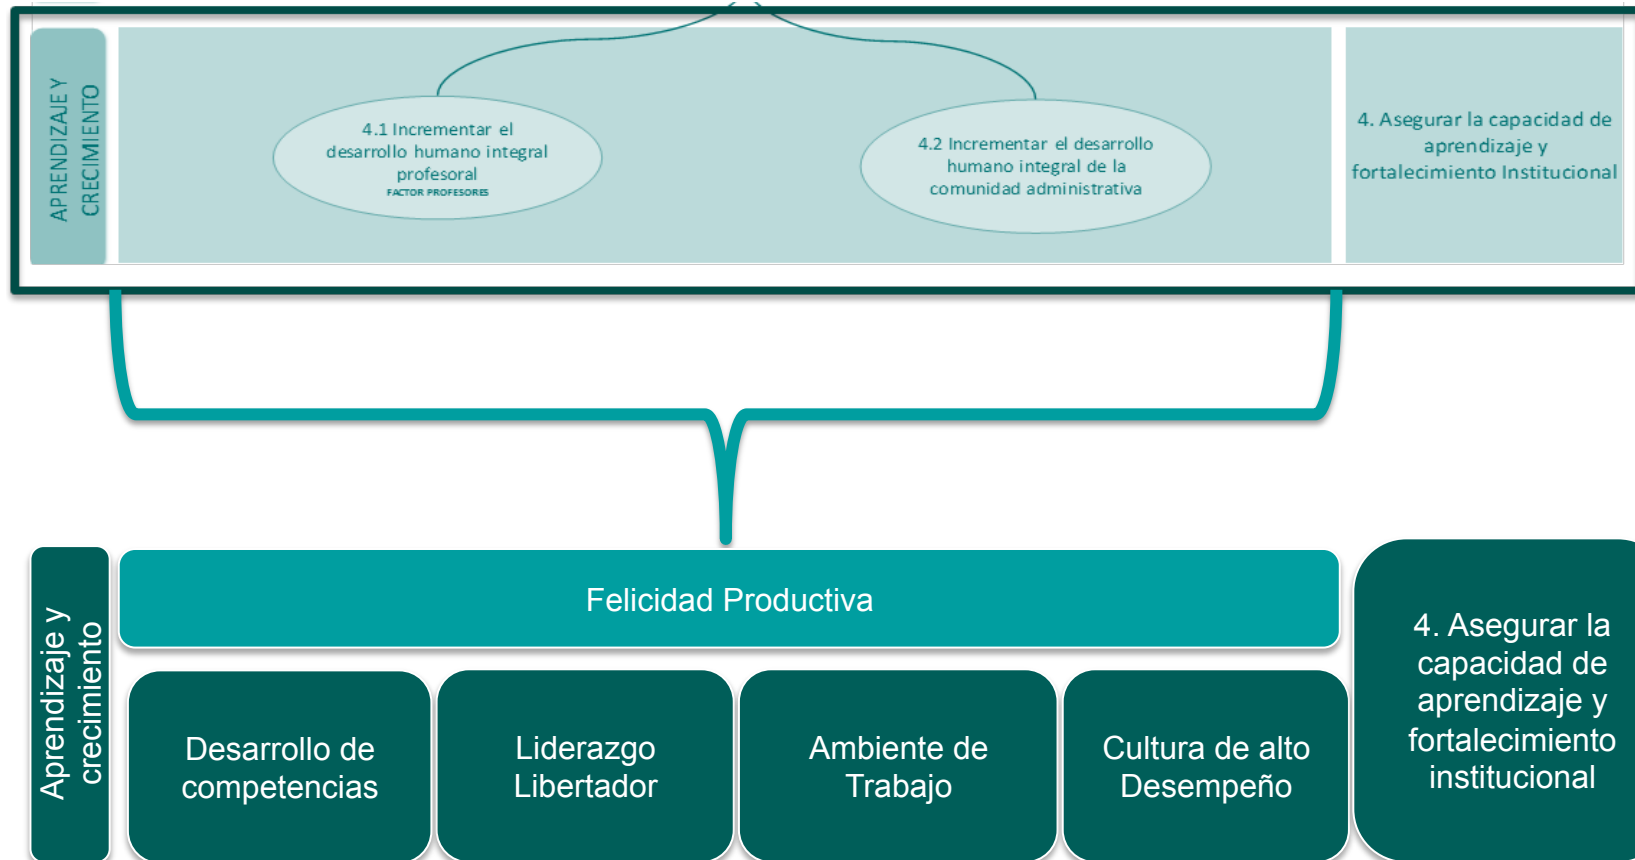 APRENDIZAJE Y
CRECIMIENTO
4.1 Incrementar el
desarrollo humano integral
profesoral
FACTOR PROFESORES
4.2 Incrementar el desarrollo
humano integral de la
comunidad administrativa
4. Asegurar la capacidad de
aprendizaje y
fortalecimiento Institucional
Aprendizaje y
crecimiento
Felicidad Productiva
Desarrollo de
competencias
Liderazgo
Libertador
Ambiente de
Trabajo
Cultura de alto
Desempeño
4. Asegurar la
capacidad de
aprendizaje y
fortalecimiento
institucional